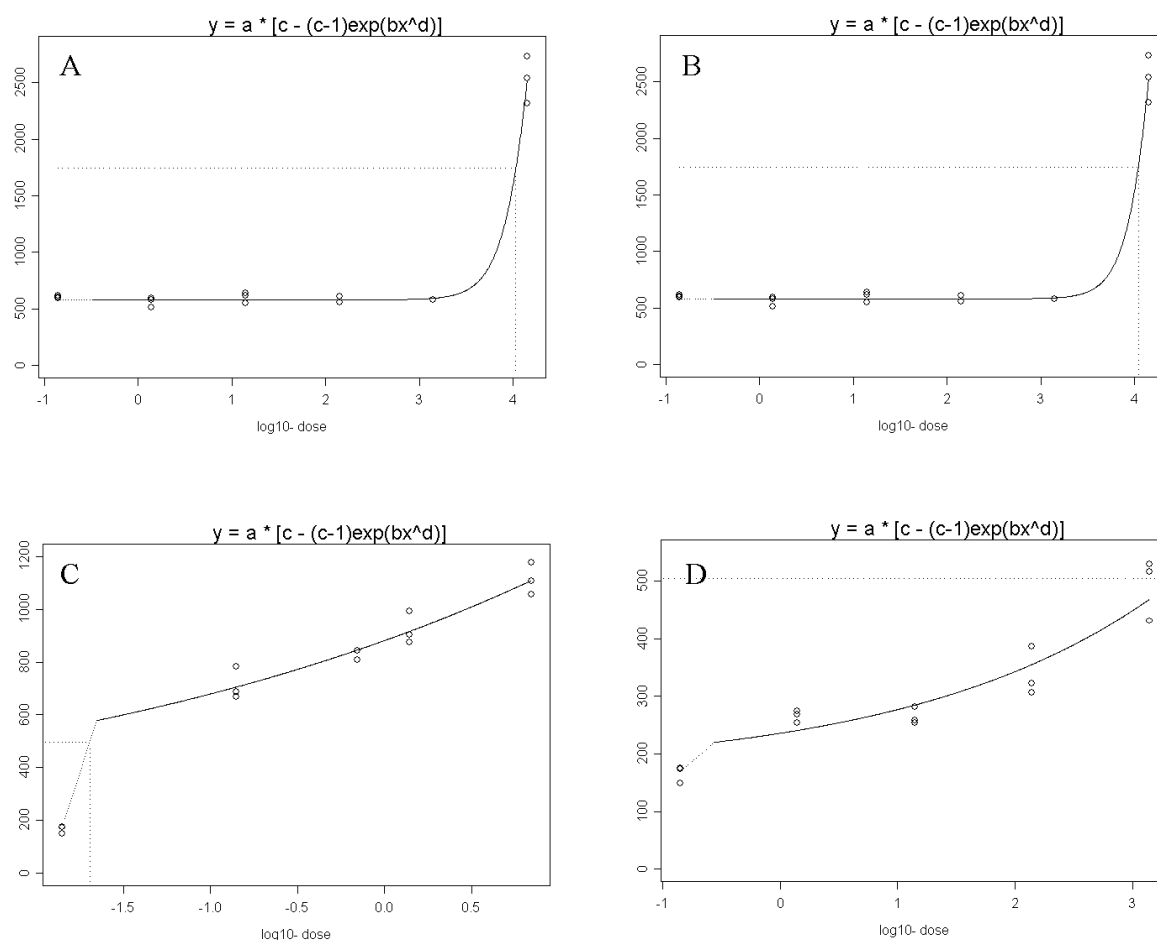 y = a * [c - (c-1)exp(bx^d)]
A
2500
2000
1500
1000
500
0
-1 0 1 2 3 4
log10- dose
y = a * [c - (c-1)exp(bx^d)]
B
2500
2000
1500
1000
500
0
-1 0 1 2 3 4
log10- dose
y = a * [c - (c-1)exp(bx^d)]
C
1200
1000
800
600
400
200
0
-1.5 -1.0 -0.5 0.0 0.5
log10- dose
y = a * [c - (c-1)exp(bx^d)]
D
500
400
300
200
100
0
-1 0 1 2 3
log10- dose